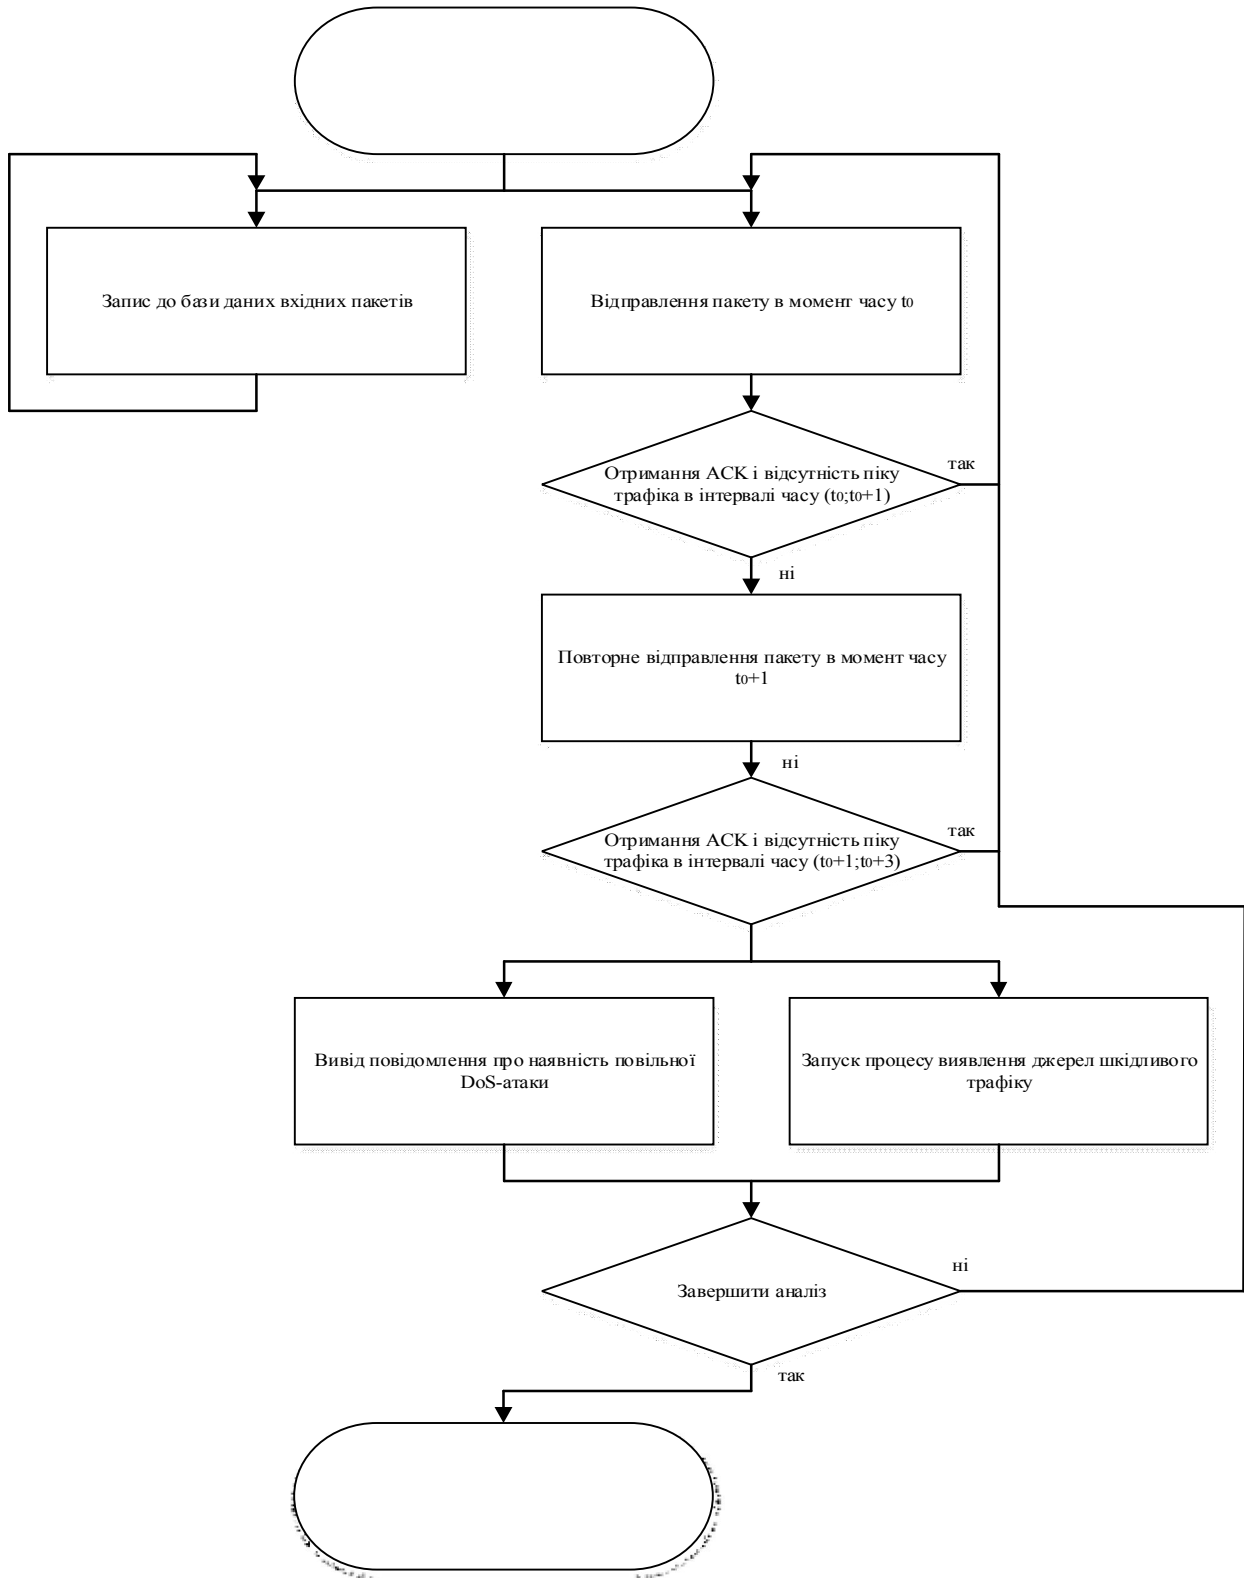 Запис до бази даних вхідних пакетів
Відправлення пакету в момент часу t0
Отримання ACK і відсутність піку
трафіка в інтервалі часу (t0;t0+1)
так
ні
Повторне відправлення пакету в момент часу
t0+1
ні
Отримання ACK і відсутність піку
трафіка в інтервалі часу (t0+1;t0+3)
так
Вивід повідомлення про наявність повільної
DoS-атаки
Запуск процесу виявлення джерел шкідливого
трафіку
Завершити аналіз
ні
так